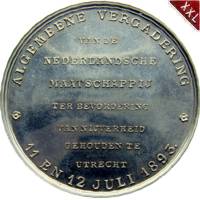 ALGEMEENE VERGADERING
VAN DE
NEDERLANDSCHE
MAATSCHAPPIJ
TER BEVORDERING
VAN NIJVERHEID
GEHOUDEN TE
UTRECHT
11 EN 12 JULI 1893.
XXL